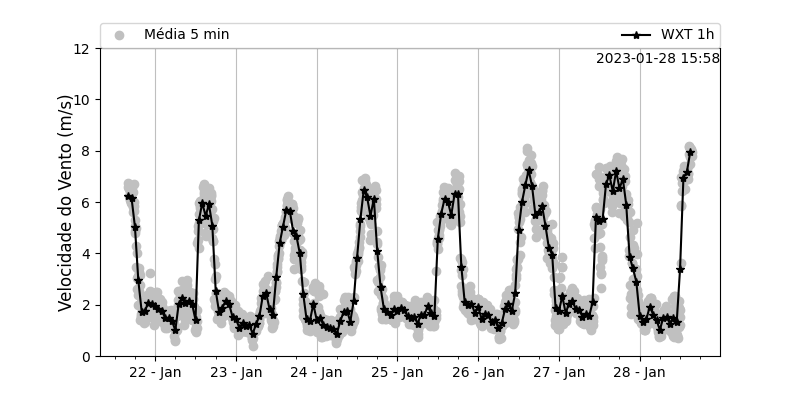 Média 5 min
WXT 1h
2023-01-28 15:58
Velocidade do Vento (m/s)
12
10
8
6
4
2
0
22 - Jan
23 - Jan
24 - Jan
25 - Jan
26 - Jan
27 - Jan
28 - Jan